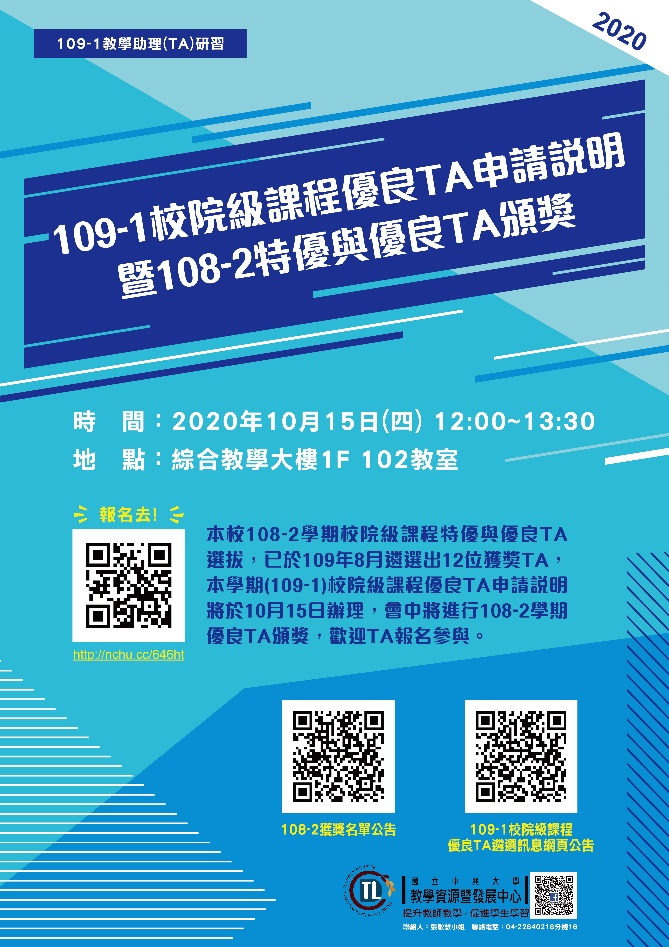 109-1教學助理(TA)研習
2020
109-1校院級課程優良TA申請説明
暨108-2特優與優良TA頒獎
時　間：2020年10月15日(四) 12:00~13:30
地　點：綜合教學大樓1F 102教室
報名去!
http://nchu.cc/646ht
本校108-2學期校院級課程特優與優良TA
選拔，已於109年8月遴選出12位獲獎TA，
本學期(109-1)校院級課程優良TA申請説明
將於10月15日辦理，會中將進行108-2學期
優良TA頒獎，歡迎TA報名參與。
108-2獲獎名單公告
109-1校院級課程
優良TA遴選訊息網頁公告
TL
國立中興大學
教學資源暨發展中心
提升教師教學．促進學生學習
聯絡人：張敏慧小姐　聯絡電話：04-22840218分機16